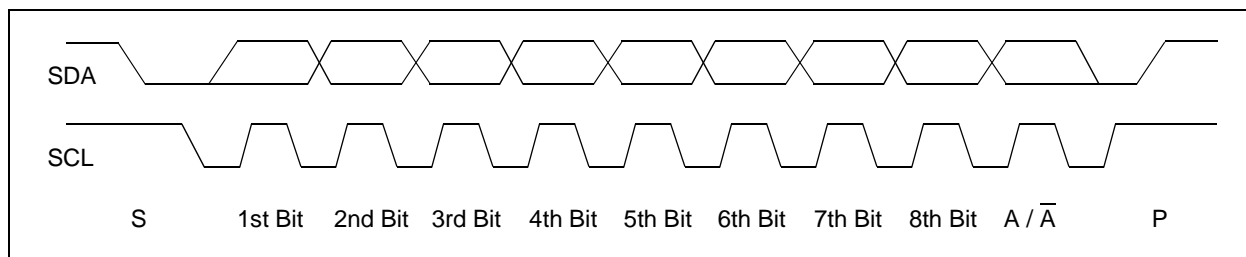 SDA
SCL
S 1st Bit 2nd Bit 3rd Bit 4th Bit 5th Bit 6th Bit 7th Bit 8th Bit A / A̅ P